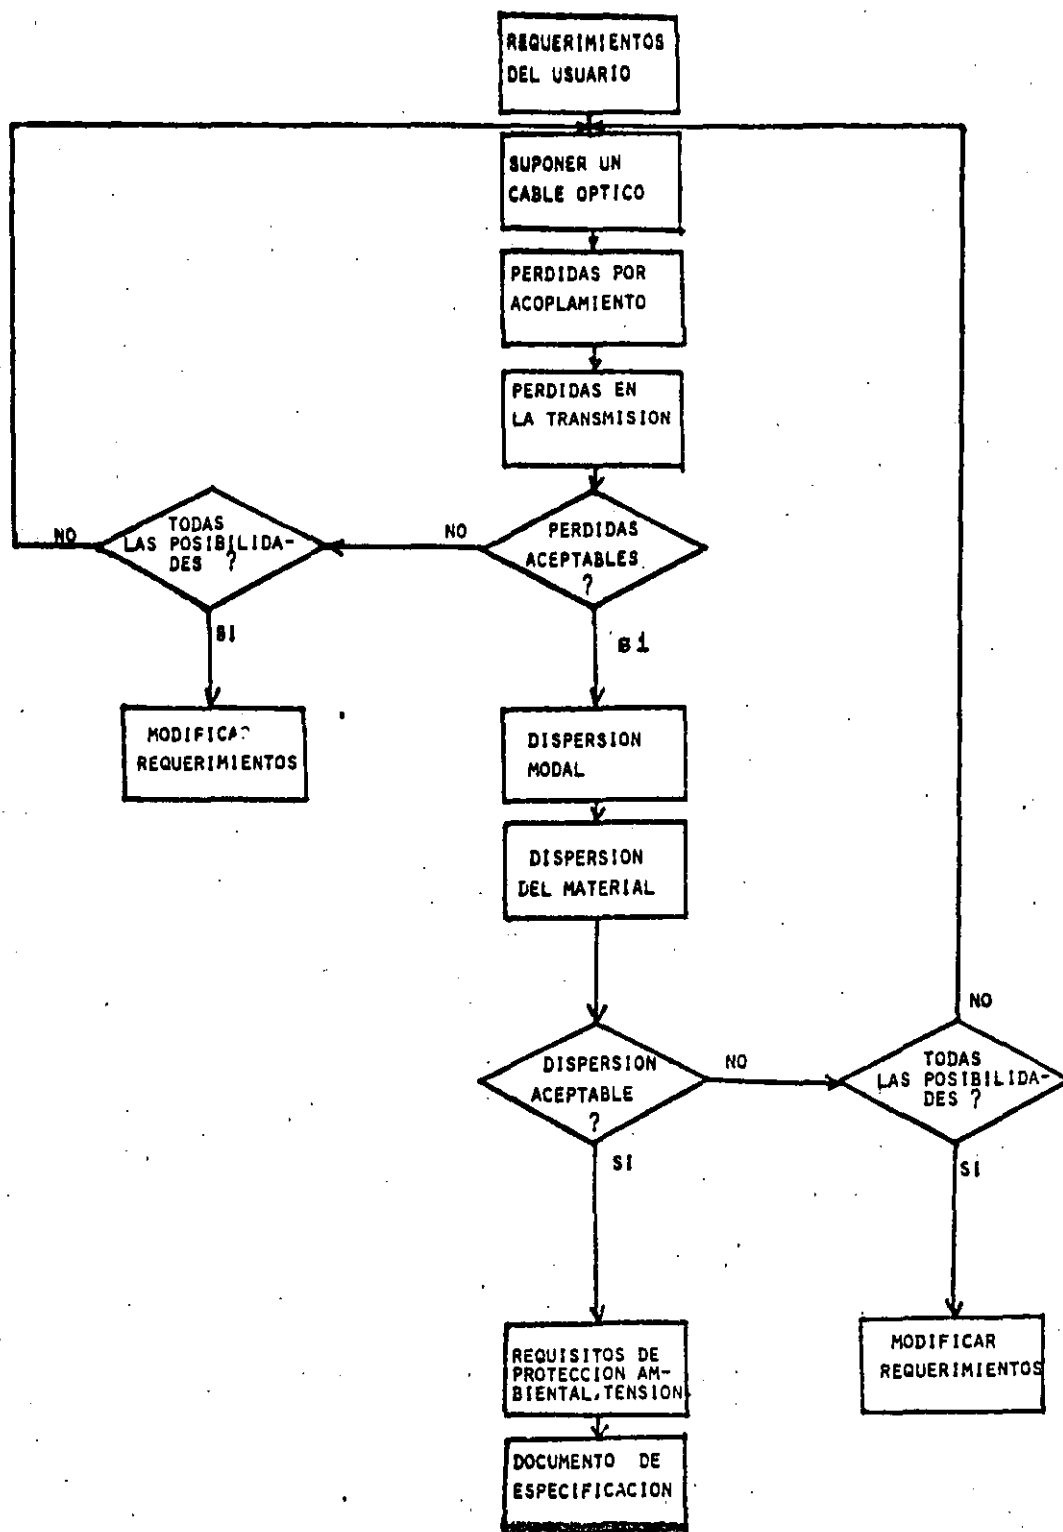 REQUERIMIENTOS
DEL USUARIO
SUPONER UN
CABLE OPTICO
PERDIDAS POR
ACOPLAMIENTO
PERDIDAS EN
LA TRANSMISION
PERDIDAS
ACEPTABLES
?
NO
TODAS
LAS POSIBILIDA-
DES ?
NO
SI
si
MODIFICAR
REQUERIMIENTOS
DISPERSION
MODAL
DISPERSION
DEL MATERIAL
DISPERSION
ACEPTABLE
?
NO
TODAS
LAS POSIBILIDA-
DES ?
NO
SI
SI
REQUISITOS DE
PROTECCION AM-
BIENTAL,TENSION
MODIFICAR
REQUERIMIENTOS
DOCUMENTO DE
ESPECIFICACION